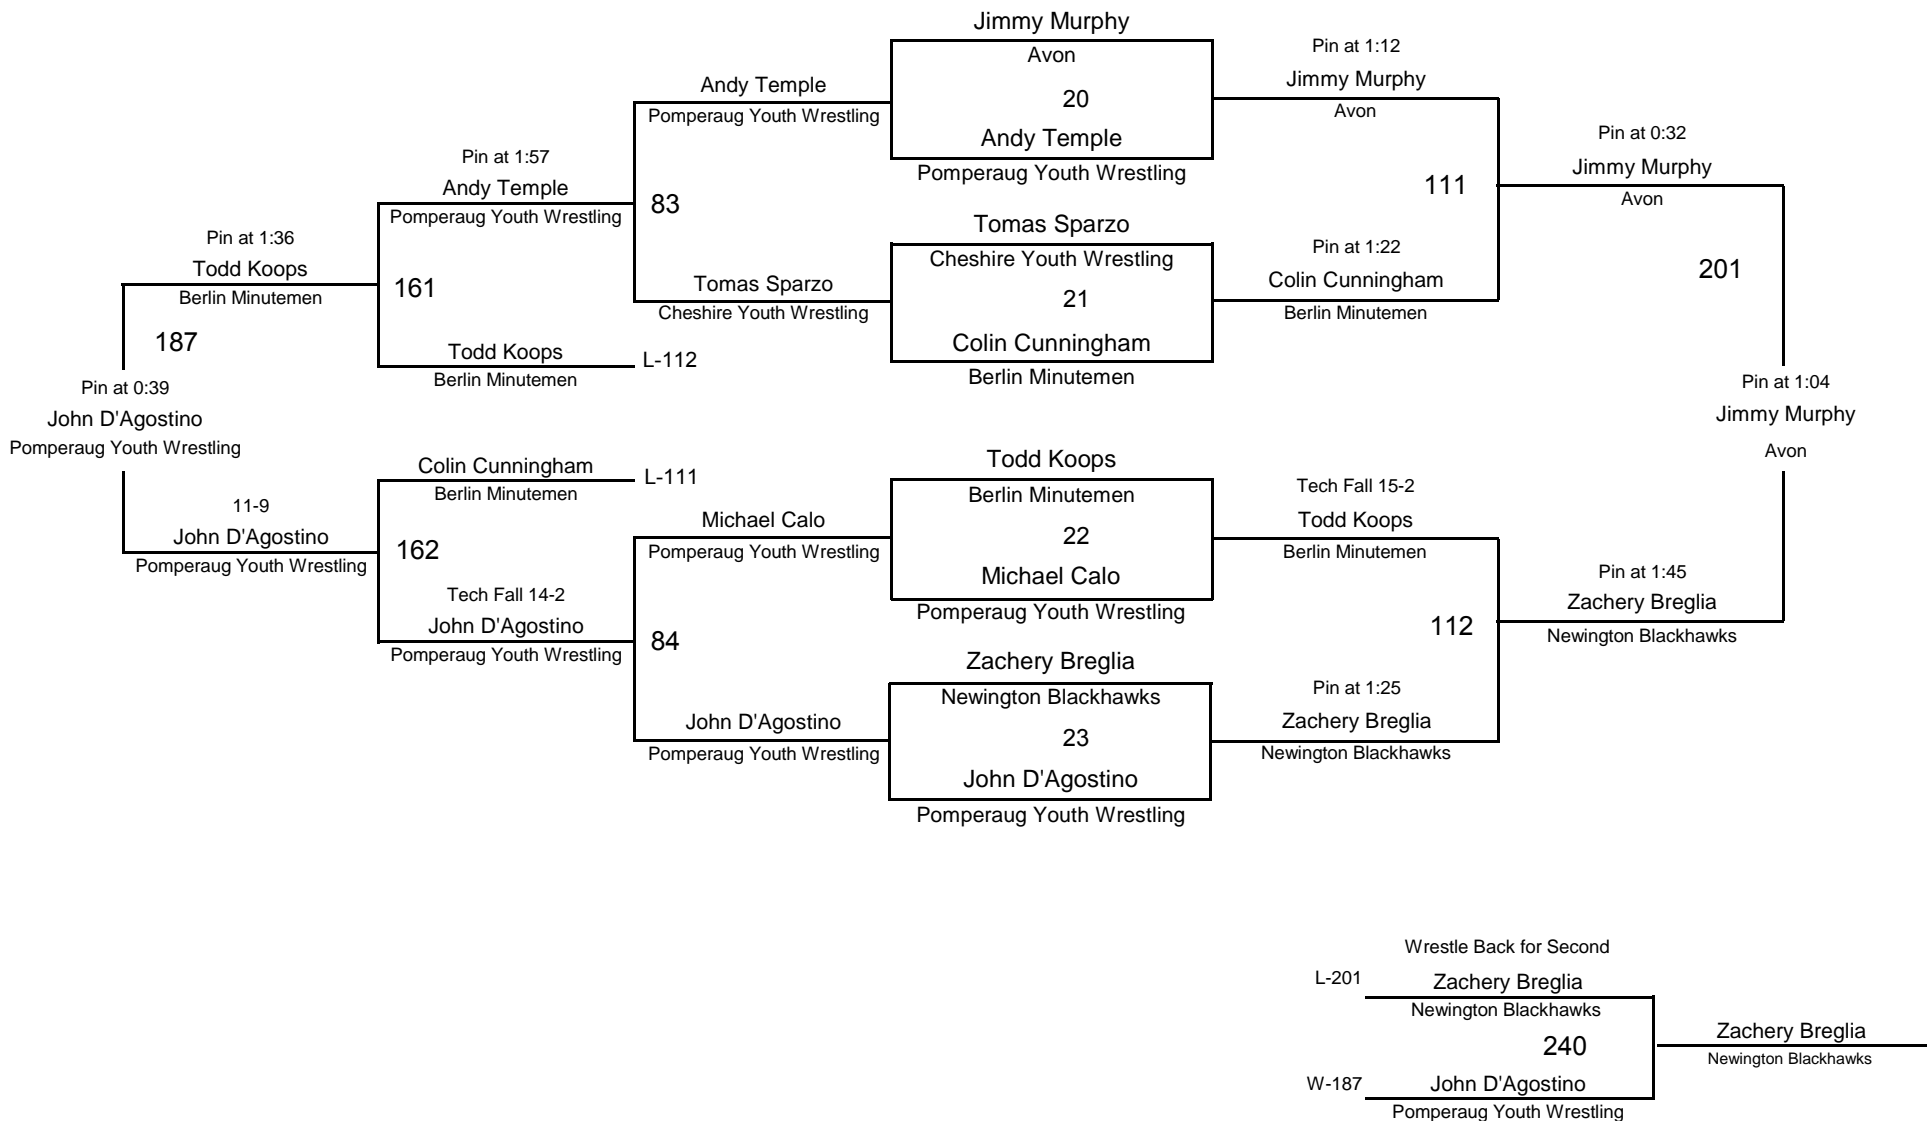 Jimmy Murphy
Avon
20
Andy Temple
Pomperaug Youth Wrestling
Tomas Sparzo
Cheshire Youth Wrestling
21
Colin Cunningham
Berlin Minutemen
Todd Koops
Berlin Minutemen
22
Michael Calo
Pomperaug Youth Wrestling
Zachery Breglia
Newington Blackhawks
23
John D'Agostino
Pomperaug Youth Wrestling
Pin at 1:12
Jimmy Murphy
Avon
111
Pin at 1:22
Colin Cunningham
Berlin Minutemen
Tech Fall 15-2
Todd Koops
Berlin Minutemen
112
Pin at 1:25
Zachery Breglia
Newington Blackhawks
Pin at 0:32
Jimmy Murphy
Avon
201
Pin at 1:45
Zachery Breglia
Newington Blackhawks
Pin at 1:04
Jimmy Murphy
Avon
Andy Temple
Pomperaug Youth Wrestling
83
Tomas Sparzo
Cheshire Youth Wrestling
Michael Calo
Pomperaug Youth Wrestling
84
John D'Agostino
Pomperaug Youth Wrestling
Pin at 1:57
Andy Temple
Pomperaug Youth Wrestling
161
Todd Koops
Berlin Minutemen
L-112
Colin Cunningham
Berlin Minutemen
L-111
162
Tech Fall 14-2
John D'Agostino
Pomperaug Youth Wrestling
Pin at 1:36
Todd Koops
Berlin Minutemen
187
11-9
John D'Agostino
Pomperaug Youth Wrestling
Pin at 0:39
John D'Agostino
Pomperaug Youth Wrestling
Wrestle Back for Second
L-201
Zachery Breglia
Newington Blackhawks
240
W-187
John D'Agostino
Pomperaug Youth Wrestling
Zachery Breglia
Newington Blackhawks